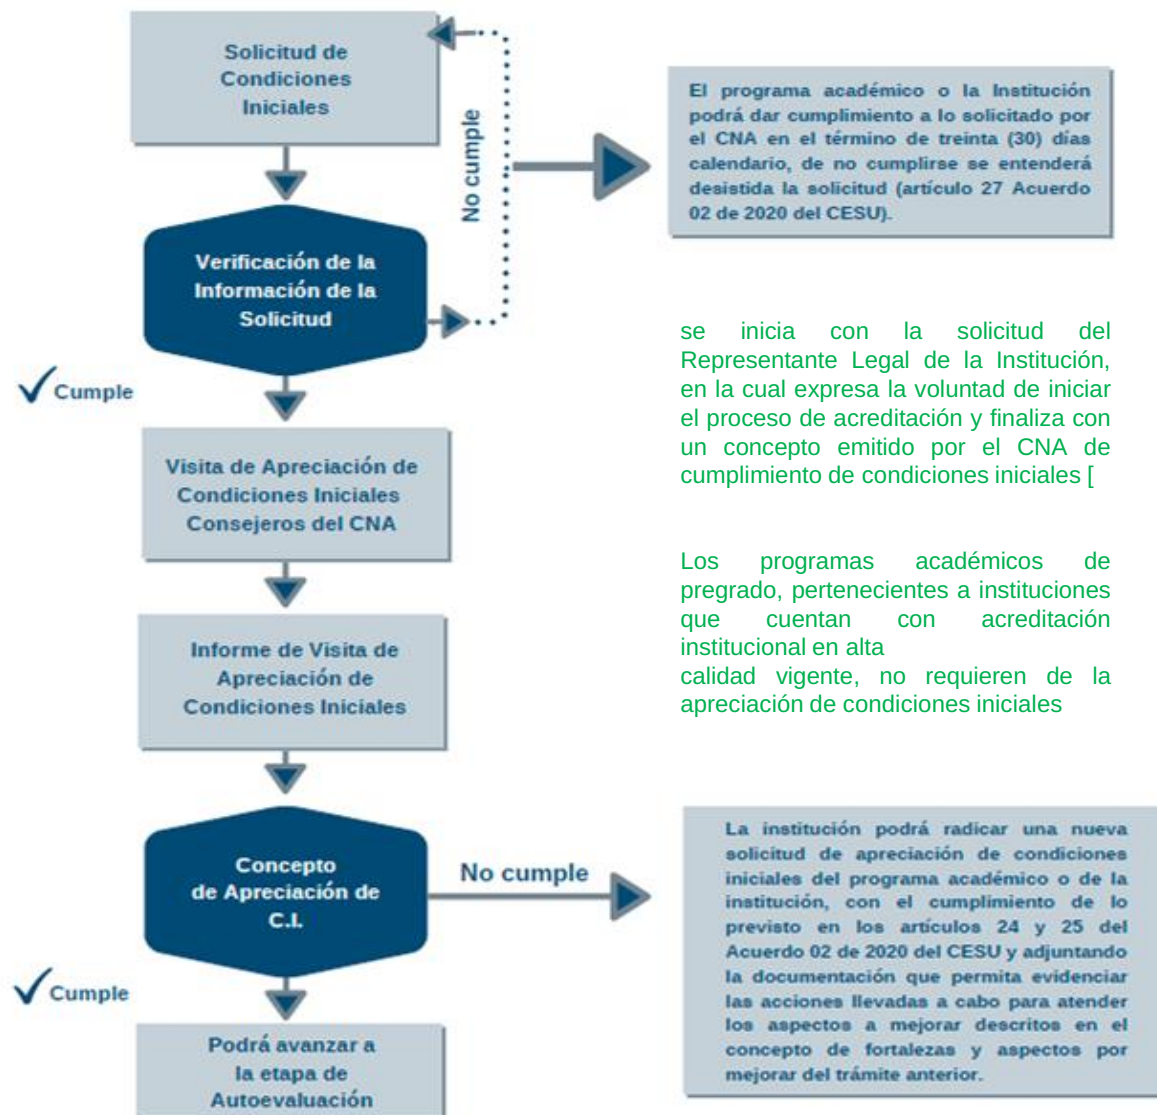 Solicitud de
Condiciones
Iniciales
No cumple
El programa académico o la Institución
podrá dar cumplimiento a lo solicitado por
el CNA en el término de treinta (30) días
calendario, de no cumplirse se entenderá
desistida la solicitud (artículo 27 Acuerdo
02 de 2020 del CESU).
Verificación de la
Información de la
Solicitud
Cumple
se inicia con la solicitud del
Representante Legal de la Institución,
en la cual expresa la voluntad de iniciar
el proceso de acreditación y finaliza con
un concepto emitido por el CNA de
cumplimiento de condiciones iniciales [
Visita de Apreciación de
Condiciones Iniciales
Consejeros del CNA
Los programas académicos de
pregrado, pertenecientes a instituciones
que cuentan con acreditación
institucional en alta
calidad vigente, no requieren de la
apreciación de condiciones iniciales
Informe de Visita de
Apreciación de
Condiciones Iniciales
Concepto
de Apreciación de
C.I.
No cumple
La institución podrá radicar una nueva
solicitud de apreciación de condiciones
iniciales del programa académico o de la
institución, con el cumplimiento de lo
previsto en los artículos 24 y 25 del
Acuerdo 02 de 2020 del CESU y adjuntando
la documentación que permita evidenciar
las acciones llevadas a cabo para atender
los aspectos a mejorar descritos en el
concepto de fortalezas y aspectos por
mejorar del trámite anterior.
Cumple
Podrá avanzar a
la etapa de
Autoevaluación